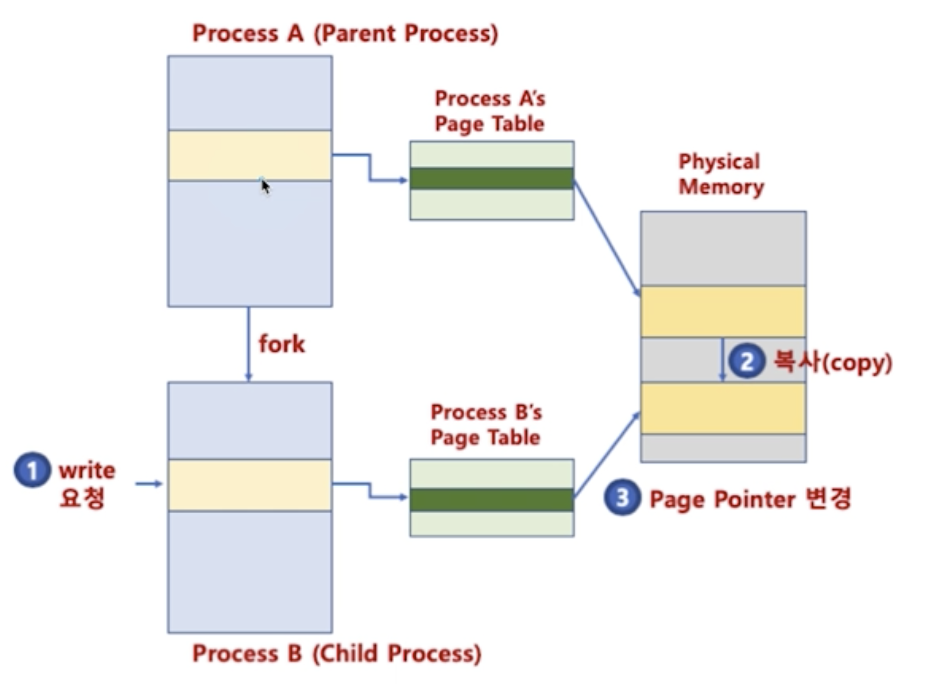 Process A (Parent Process)
Process A's
Page Table
Physical
Memory
fork
2 복사(copy)
Process B's
Page Table
1 write
요청
3 Page Pointer 변경
Process B (Child Process)